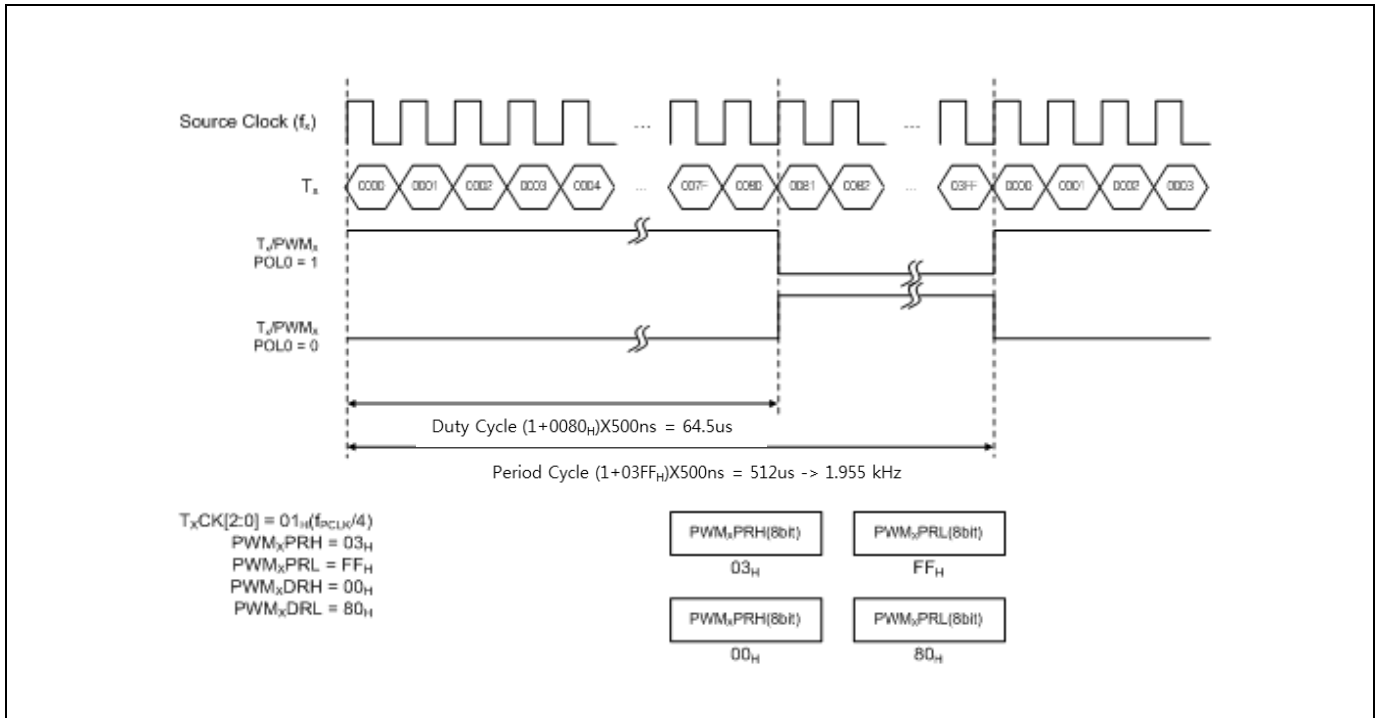 Source Clock (fₓ)
... ...
Tₓ 0000 0001 0002 0003 0004 ... 007F 0080 0081 0082 ... 03FF 0000 0001 0002 0003
Tₓ/PWMₓ
POL0 = 1
Tₓ/PWMₓ
POL0 = 0
Duty Cycle (1+0080H)X500ns = 64.5us
Period Cycle (1+03FFH)X500ns = 512us -> 1.955 kHz
TXCK[2:0] = 01H(fPCLK/4)
PWMXPRH = 03H
PWMXPRL = FFH
PWMXDRH = 00H
PWMXDRL = 80H
PWMₓPRH(8bit) PWMₓPRL(8bit)
03H FFH
PWMₓPRH(8bit) PWMₓPRL(8bit)
00H 80H